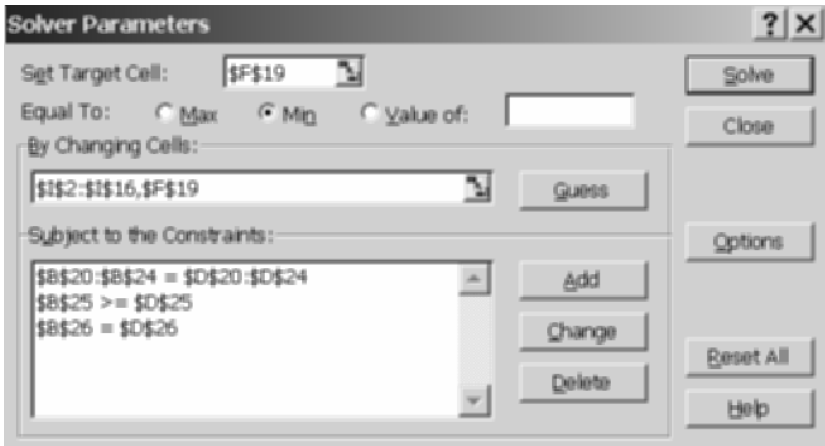 Solver Parameters
? X
Set Target Cell: $F$19 Solve
Equal To: Max Min Value of: Close
By Changing Cells:
$I$2:$I$16,$F$19 Guess
Subject to the Constraints: Options
$B$20:$B$24 = $D$20:$D$24 Add
$B$25 >= $D$25
$B$26 = $D$26 Change
Reset All
Delete
Help